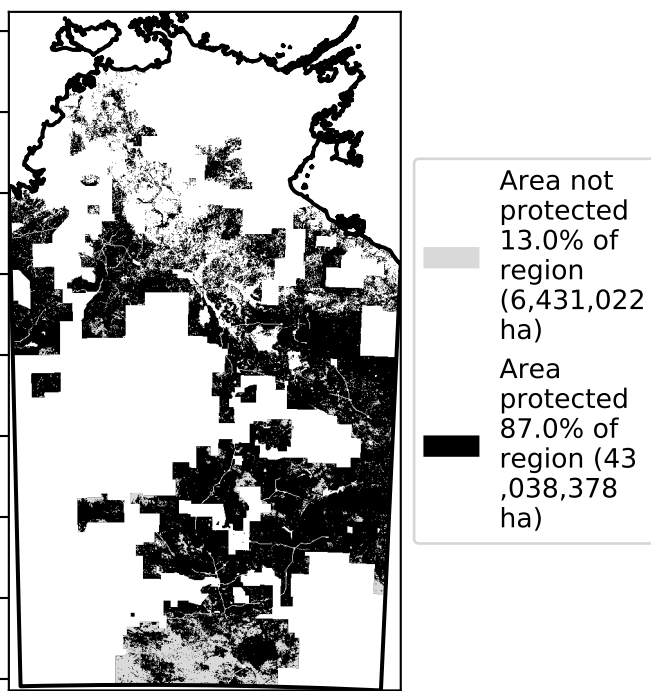 Area not
protected
13.0% of
region
(6,431,022
ha)
Area
protected
87.0% of
region (43
,038,378
ha)